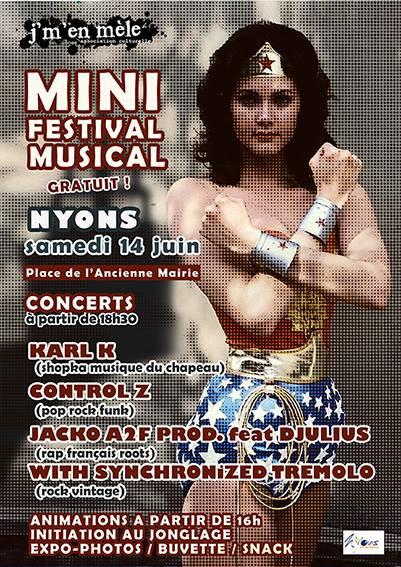 j'm'en mèle
association culturelle
MINI
FESTIVAL
MUSICAL
GRATUIT !
NYONS
samedi 14 juin
Place de l'Ancienne Mairie
CONCERTS
à partir de 18h30
KARL K
(shopka musique du chapeau)
CONTROL Z
(pop rock funk)
JACKO A2F PROD. feat DJULIUS
(rap français roots)
WITH SYNCHRONiZED TREMOLO
(rock vintage)
ANIMATIONS A PARTIR DE 16h
INITIATION AU JONGLAGE
EXPO-PHOTOS / BUVETTE / SNACK